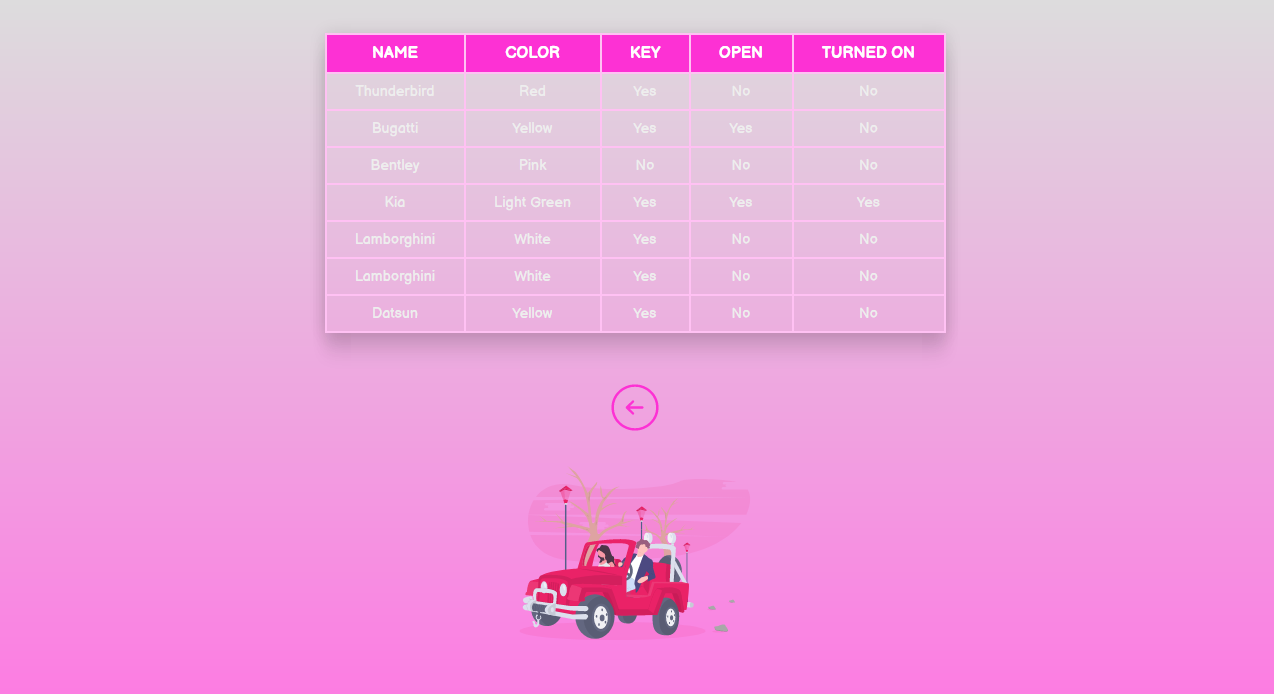 NAME COLOR KEY OPEN TURNED ON
Thunderbird Red Yes No No
Bugatti Yellow Yes Yes No
Bentley Pink No No No
Kia Light Green Yes Yes Yes
Lamborghini White Yes No No
Lamborghini White Yes No No
Datsun Yellow Yes No No